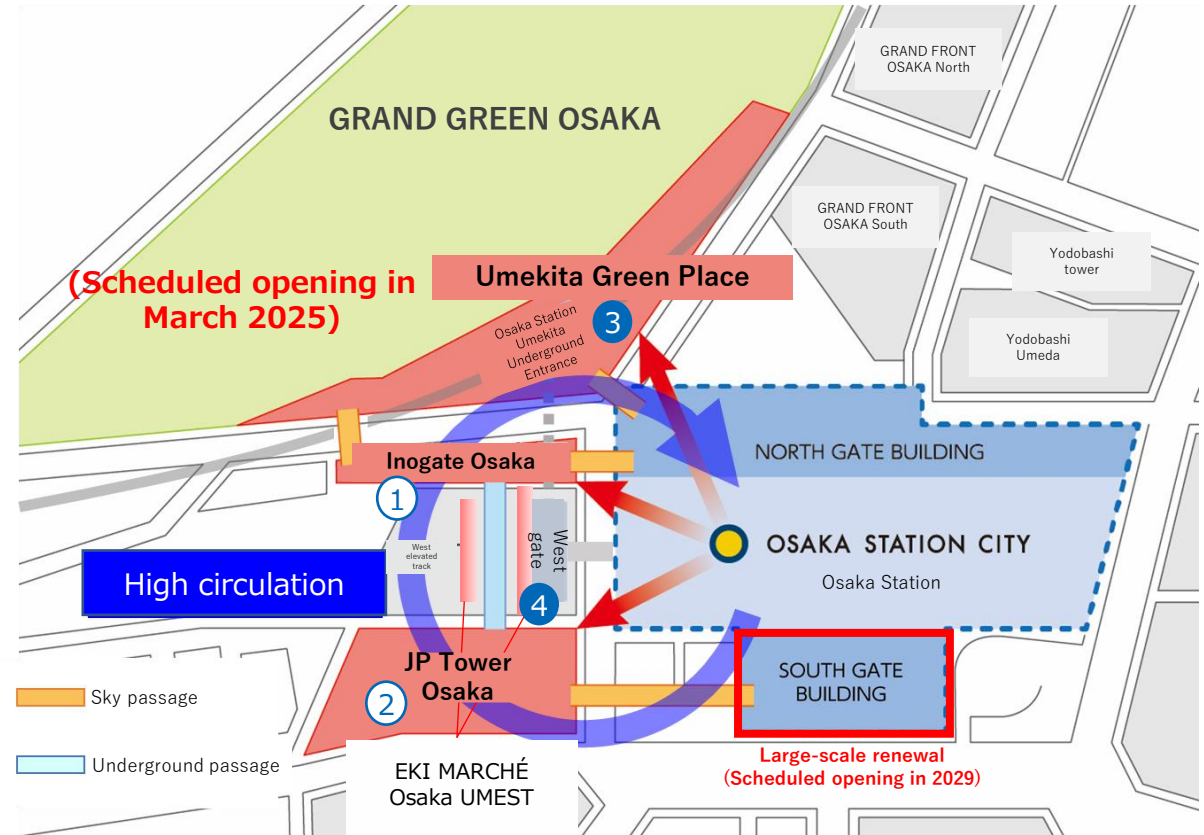 GRAND FRONT
OSAKA North
GRAND GREEN OSAKA
GRAND FRONT
OSAKA South
Yodobashi
tower
(Scheduled opening in
March 2025)
Umekita Green Place
Osaka Station
Umekita
Underground
Entrance
3
Yodobashi
Umeda
Inogate Osaka
NORTH GATE BUILDING
1
West
elevated
track
West
gate
OSAKA STATION CITY
Osaka Station
High circulation
4
JP Tower
Osaka
2
SOUTH GATE
BUILDING
Sky passage
Underground passage
EKI MARCHÉ
Osaka UMEST
Large-scale renewal
(Scheduled opening in 2029)